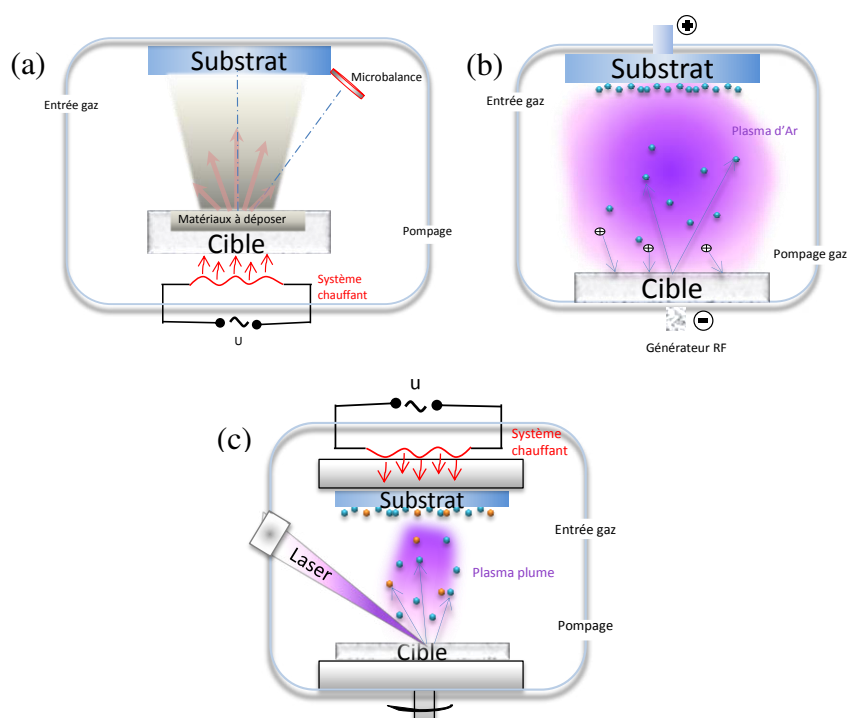 (a)
Substrat
Microbalance
Entrée gaz
Matériaux à déposer
Cible
Pompage
Système
chauffant
U
(b)
Substrat
Entrée gaz
Plasma d'Ar
Pompage gaz
Cible
Générateur RF
(c)
u
Système
chauffant
Substrat
Entrée gaz
Laser
Plasma plume
Pompage
Cible